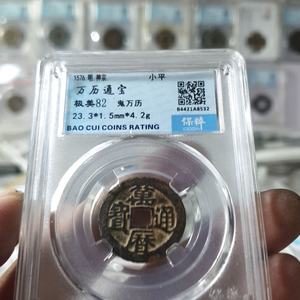 1576 明 神宗 小平
万历通宝
极美82 鬼万历
23.3*1.5mm*4.2g
BAO CUI COINS RATING
84421A8532
保粹
萬曆通寶